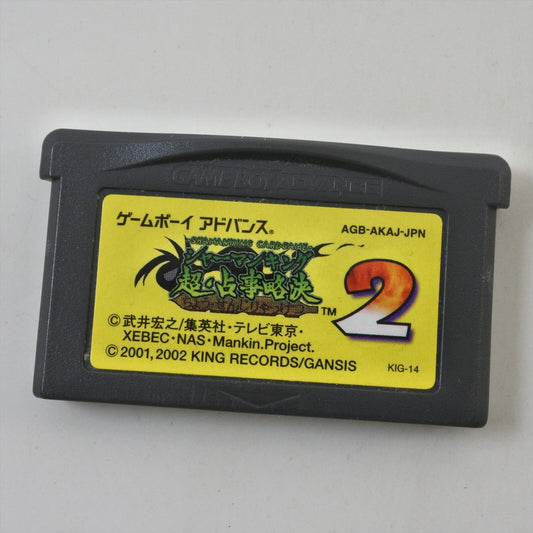 GAME BOY ADVANCE
ゲームボーイ アドバンス®
AGB-AKAJ-JPN
SHAMANKING CARDGAME
シャーマンキング
超・占事略決
2
TM
©武井宏之/集英社・テレビ東京・
XEBEC・NAS・Mankin.Project.
©2001,2002 KING RECORDS/GANSIS
KIG-14